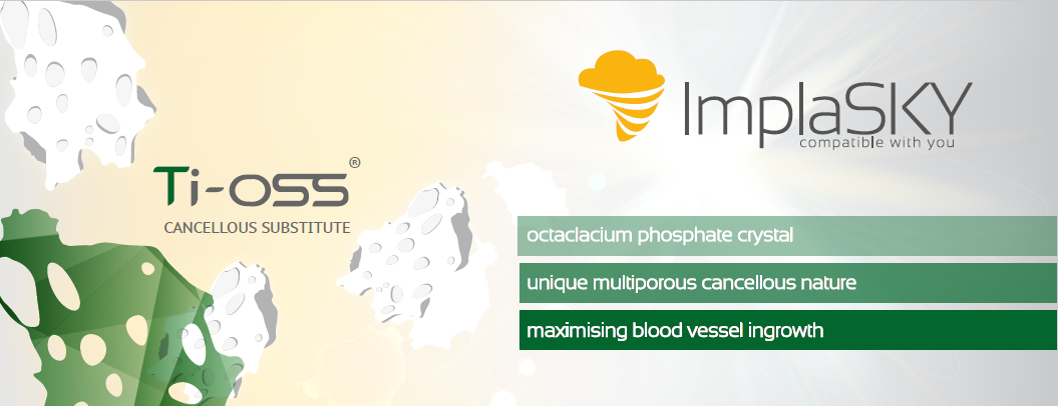 ImplaSKY
compatible with you
Ti-oss®
CANCELLOUS SUBSTITUTE
octaclacium phosphate crystal
unique multiporous cancellous nature
maximising blood vessel ingrowth